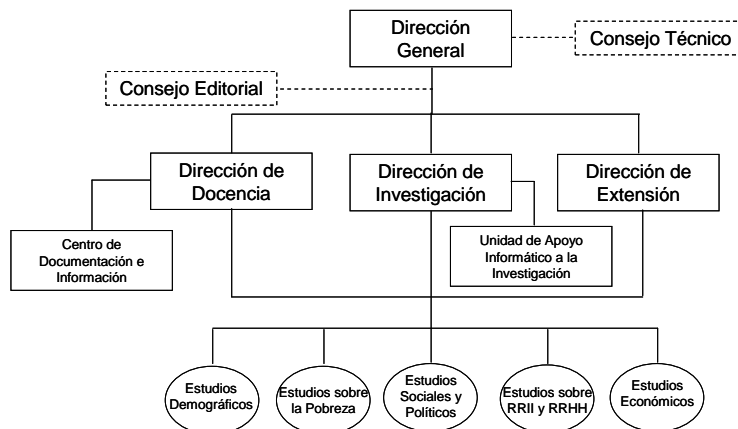 Dirección
General
Consejo Técnico
Consejo Editorial
Dirección de
Docencia
Dirección de
Investigación
Dirección de
Extensión
Centro de
Documentación e
Información
Unidad de Apoyo
Informático a la
Investigación
Estudios
Demográficos
Estudios sobre
la Pobreza
Estudios
Sociales y
Políticos
Estudios sobre
RRII y RRHH
Estudios
Económicos